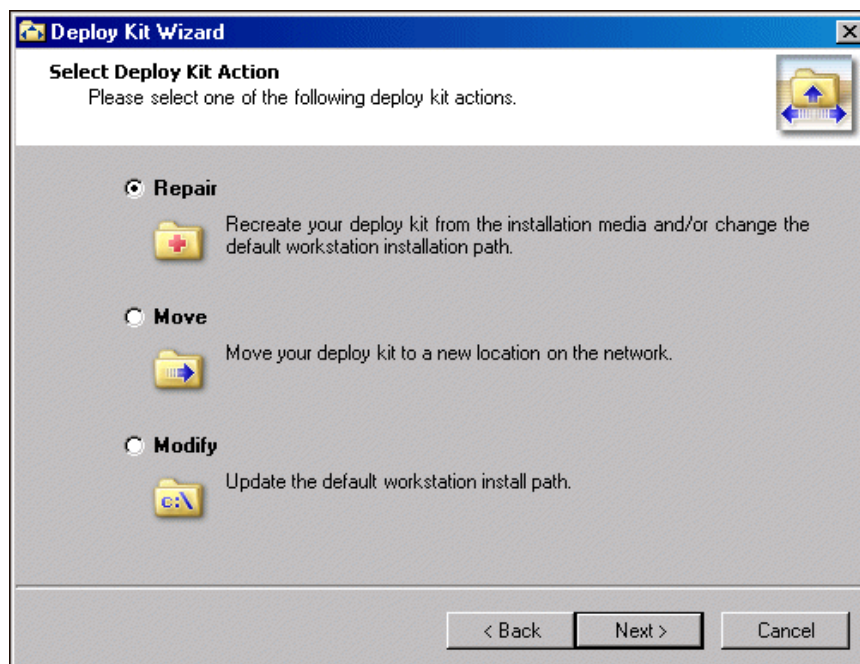 Deploy Kit Wizard
Select Deploy Kit Action
Please select one of the following deploy kit actions.
Repair
Recreate your deploy kit from the installation media and/or change the
default workstation installation path.
Move
Move your deploy kit to a new location on the network.
Modify
c:\
Update the default workstation install path.
< Back
Next >
Cancel